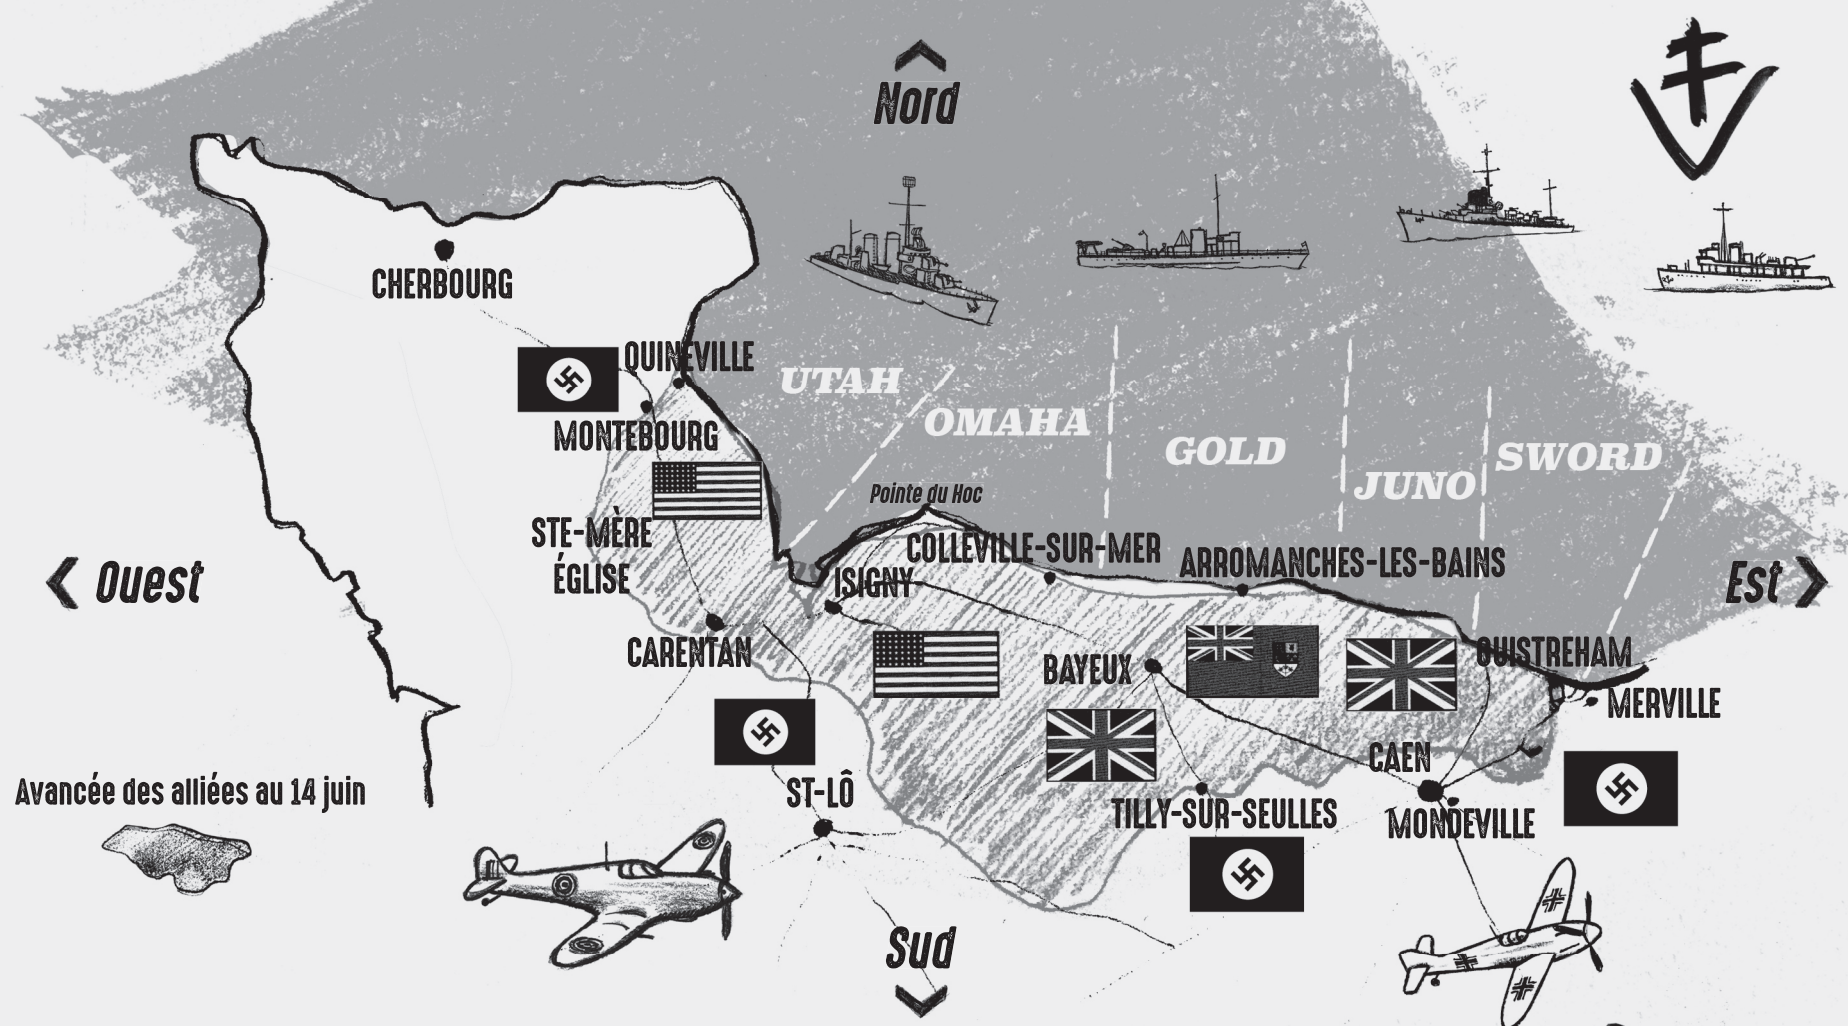 Nord
CHERBOURG
QUINEVILLE
UTAH
MONTEBOURG
OMAHA
GOLD
SWORD
JUNO
Pointe du Hoc
STE-MÈRE
ÉGLISE
COLLEVILLE-SUR-MER
ARROMANCHES-LES-BAINS
Ouest
ISIGNY
Est
CARENTAN
BAYEUX
OUISTREHAM
MERVILLE
CAEN
Avancée des alliées au 14 juin
ST-LÔ
TILLY-SUR-SEULLES
MONDEVILLE
Sud